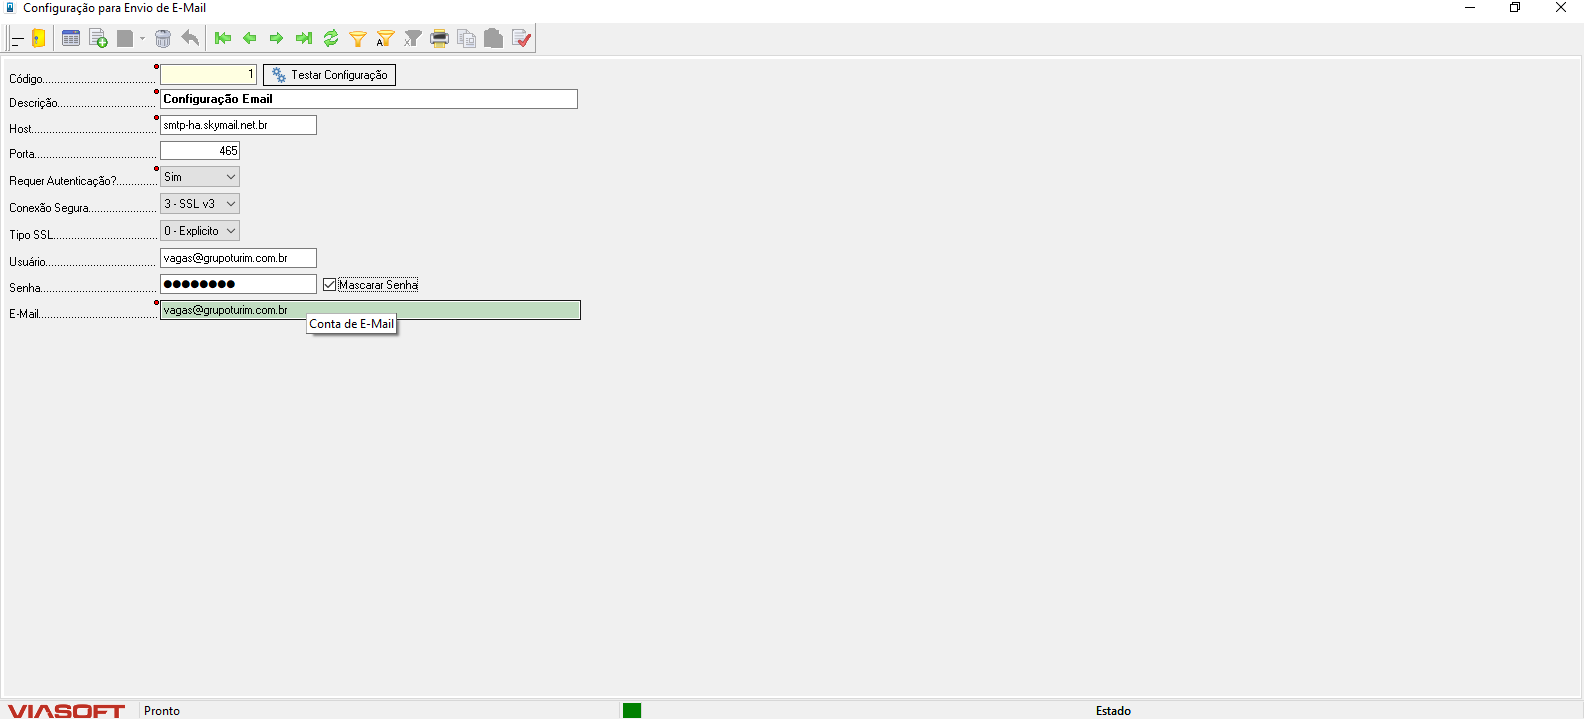 Configuração para Envio de E-Mail
Código 1 Testar Configuração
Descrição Configuração Email
Host smtp-ha.skymail.net.br
Porta 465
Requer Autenticação? Sim
Conexão Segura 3 - SSL v3
Tipo SSL 0 - Explicito
Usuário vagas@grupoturim.com.br
Senha ●●●●●●●● Mascarar Senha
E-Mail vagas@grupoturim.com.br
Conta de E-Mail
VIASOFT Pronto Estado